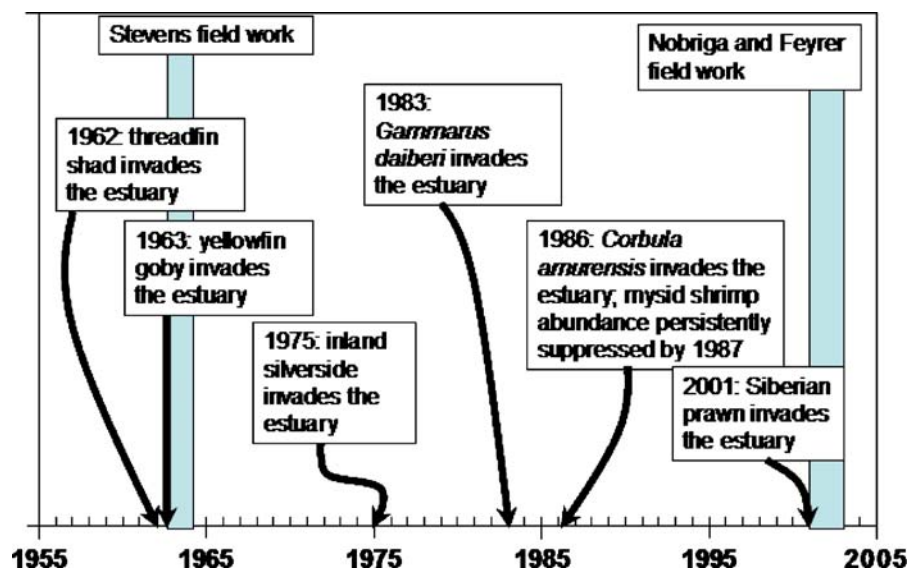 Stevens field work
Nobriga and Feyrer
field work
1962: threadfin
shad invades
the estuary
1963: yellowfin
goby invades
the estuary
1975: inland
silverside
invades the
estuary
1983:
Gammarus
daiberi invades
the estuary
1986: Corbula
amurensis invades the
estuary; mysid shrimp
abundance persistently
suppressed by 1987
2001: Siberian
prawn invades
the estuary
1955 1965 1975 1985 1995 2005